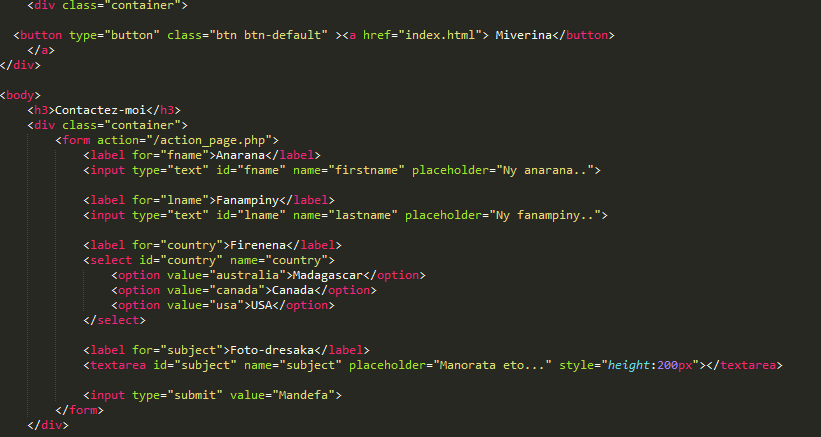 <div class="container">
<button type="button" class="btn btn-default" ><a href="index.html"> Miverina</button>
</a>
</div>
<body>
<h3>Contactez-moi</h3>
<div class="container">
<form action="/action_page.php">
<label for="fname">Anarana</label>
<input type="text" id="fname" name="firstname" placeholder="Ny anarana..">
<label for="lname">Fanampiny</label>
<input type="text" id="lname" name="lastname" placeholder="Ny fanampiny..">
<label for="country">Firenena</label>
<select id="country" name="country">
<option value="australia">Madagascar</option>
<option value="canada">Canada</option>
<option value="usa">USA</option>
</select>
<label for="subject">Foto-dresaka</label>
<textarea id="subject" name="subject" placeholder="Manorata eto..." style="height:200px"></textarea>
<input type="submit" value="Mandefa">
</form>
</div>